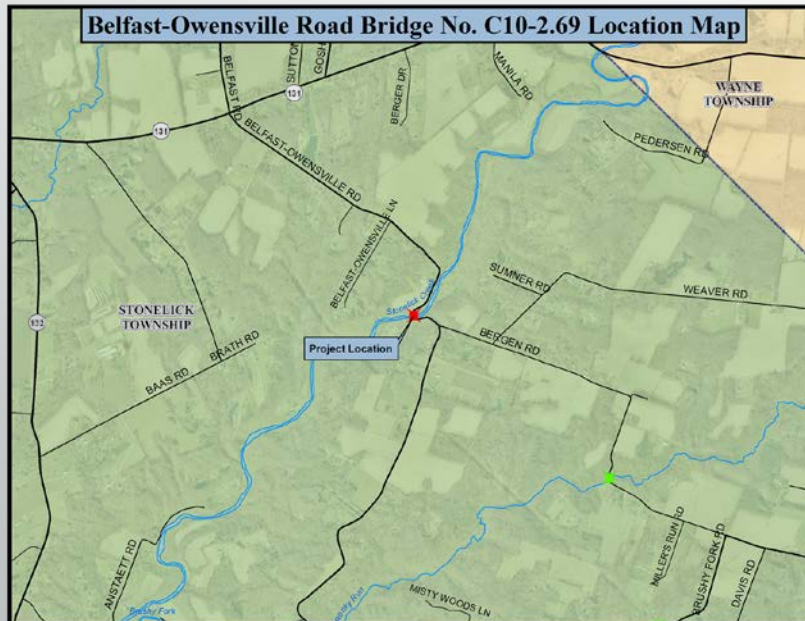 Belfast-Owensville Road Bridge No. C10-2.69 Location Map
SUTTON
GOSH
BELFAST RD
BERGER DR
MANILA RD
WAYNE
TOWNSHIP
131
131
BELFAST-OWENSVILLE RD
PEDERSEN RD
BELFAST-OWENSVILLE LN
SUMNER RD
WEAVER RD
Stonelick Creek
STONELICK
TOWNSHIP
132
Project Location
BERGEN RD
BRATH RD
BAAS RD
MILLER'S RUN RD
BRUSHY FORK RD
DAVIS RD
ANSTAETT RD
MISTY WOODS LN
Brushy Fork
Run